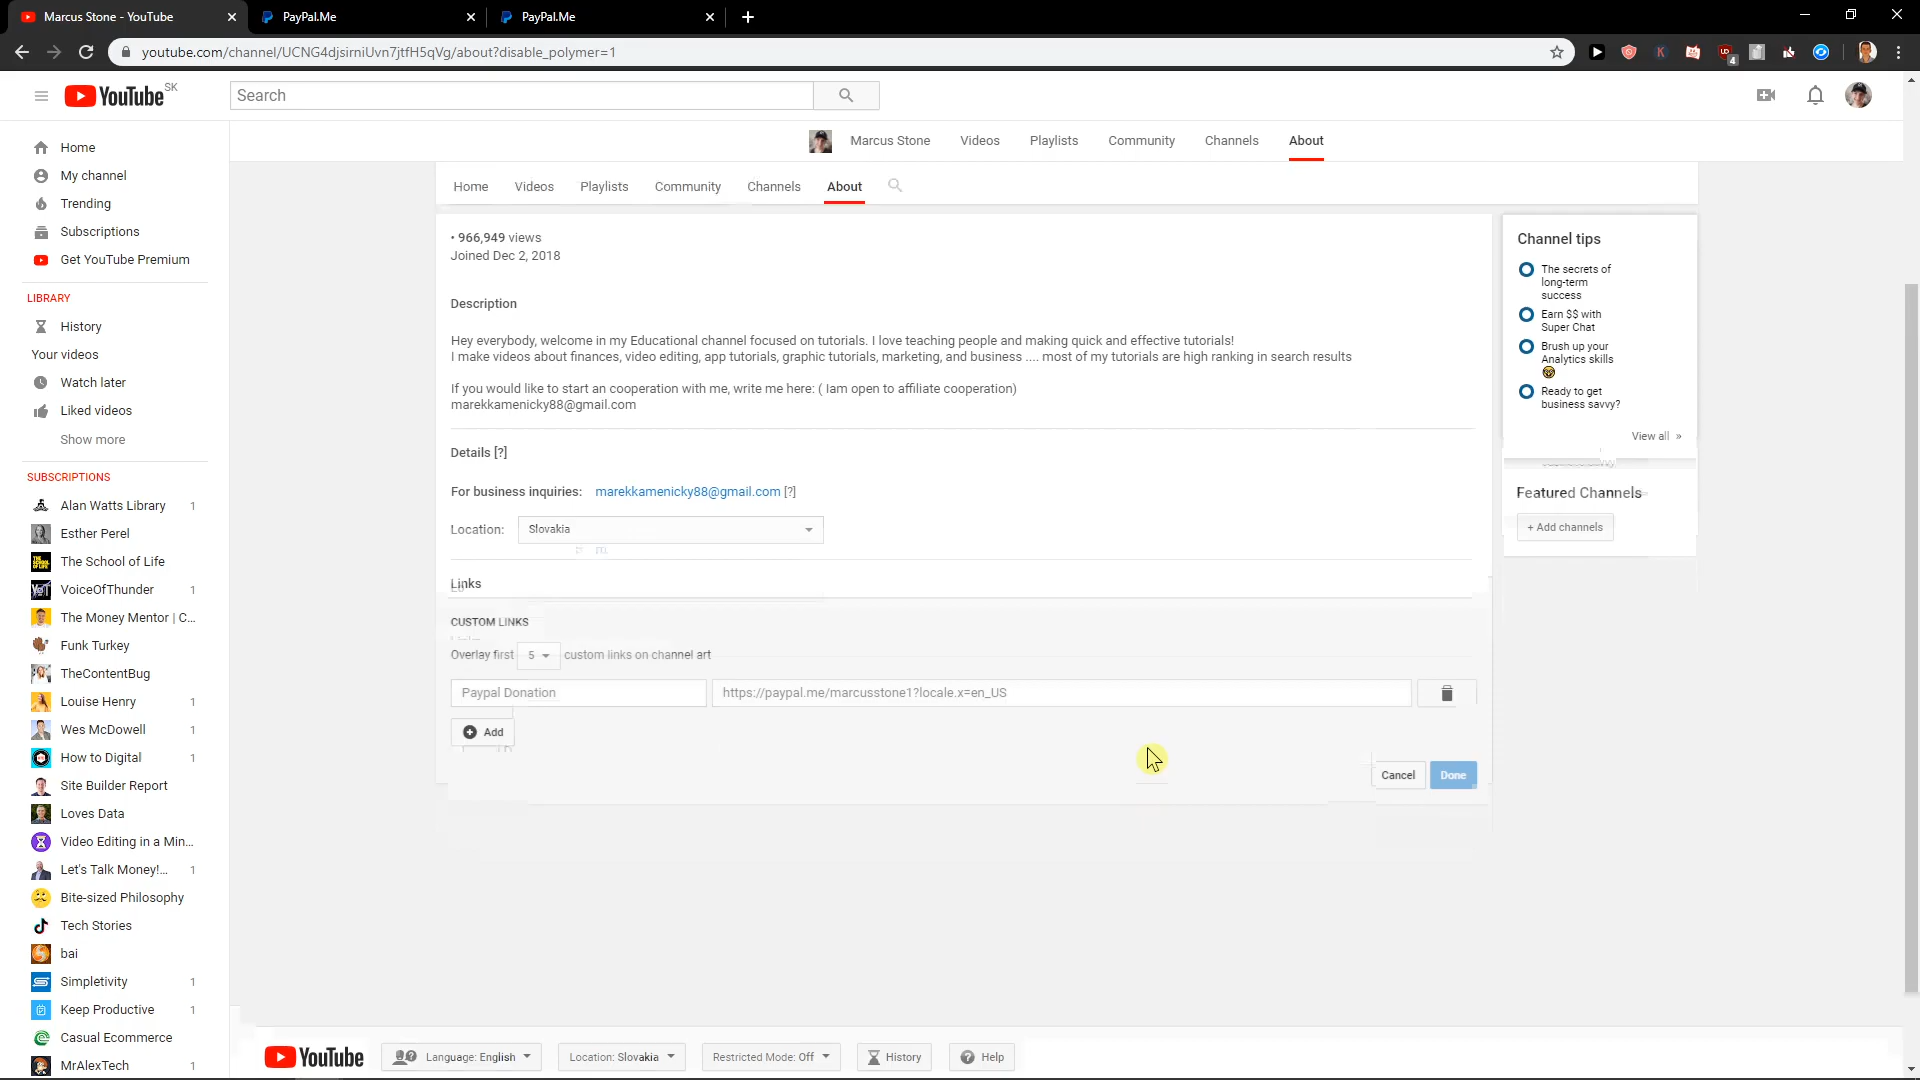 Marcus Stone - YouTube
PayPal.Me
PayPal.Me
youtube.com/channel/UCNG4djsirniUvn7jtfH5qVg/about?disable_polymer=1
4
YouTube SK
Search
Marcus Stone
Videos
Playlists
Community
Channels
About
Home
My channel
Trending
Subscriptions
Get YouTube Premium
LIBRARY
History
Your videos
Watch later
Liked videos
Show more
SUBSCRIPTIONS
Alan Watts Library 1
Esther Perel
The School of Life
VoiceOfThunder 1
The Money Mentor | C...
Funk Turkey
TheContentBug
Louise Henry 1
Wes McDowell 1
How to Digital 1
Site Builder Report
Loves Data
Video Editing in a Min...
Let's Talk Money!... 1
Bite-sized Philosophy
Tech Stories
bai
Simpletivity 1
Keep Productive 1
Casual Ecommerce
MrAlexTech 1
Home
Videos
Playlists
Community
Channels
About
• 966,949 views
Joined Dec 2, 2018
Description
Hey everybody, welcome in my Educational channel focused on tutorials. I love teaching people and making quick and effective tutorials!
I make videos about finances, video editing, app tutorials, graphic tutorials, marketing, and business .... most of my tutorials are high ranking in search results
If you would like to start an cooperation with me, write me here: ( Iam open to affiliate cooperation)
marekkamenicky88@gmail.com
Details [?]
For business inquiries: marekkamenicky88@gmail.com [?]
Location: Slovakia
Links
CUSTOM LINKS
Overlay first 5 custom links on channel art
Paypal Donation
https://paypal.me/marcusstone1?locale.x=en_US
Add
Cancel
Done
Channel tips
The secrets of
long-term
success
Earn $$ with
Super Chat
Brush up your
Analytics skills
Ready to get
business savvy?
View all »
Featured Channels
+ Add channels
YouTube
Language: English
Location: Slovakia
Restricted Mode: Off
History
Help